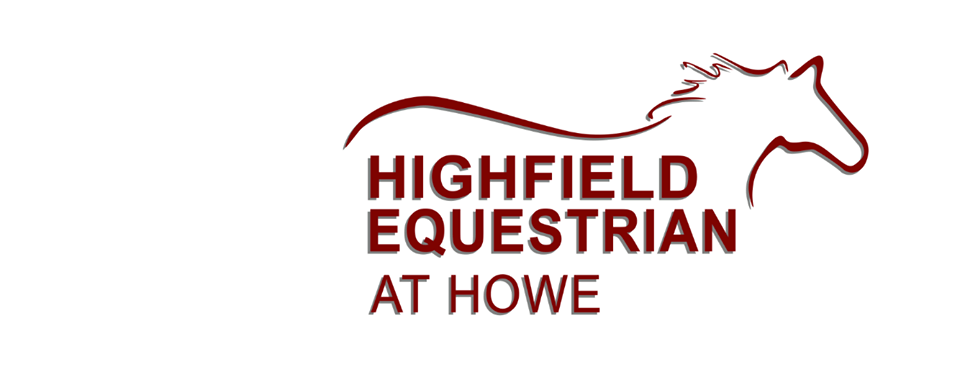 HIGHFIELD
EQUESTRIAN
AT HOWE